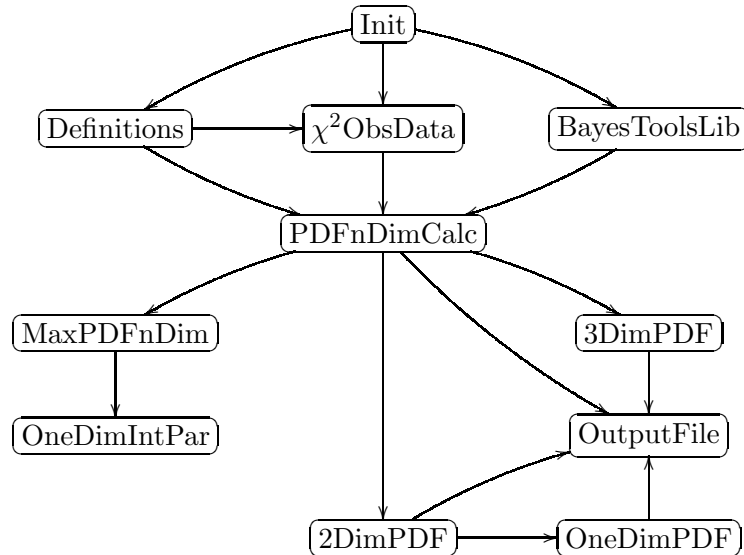 Init
Definitions
χ²ObsData
BayesToolsLib
PDFnDimCalc
MaxPDFnDim
3DimPDF
OneDimIntPar
OutputFile
2DimPDF
OneDimPDF